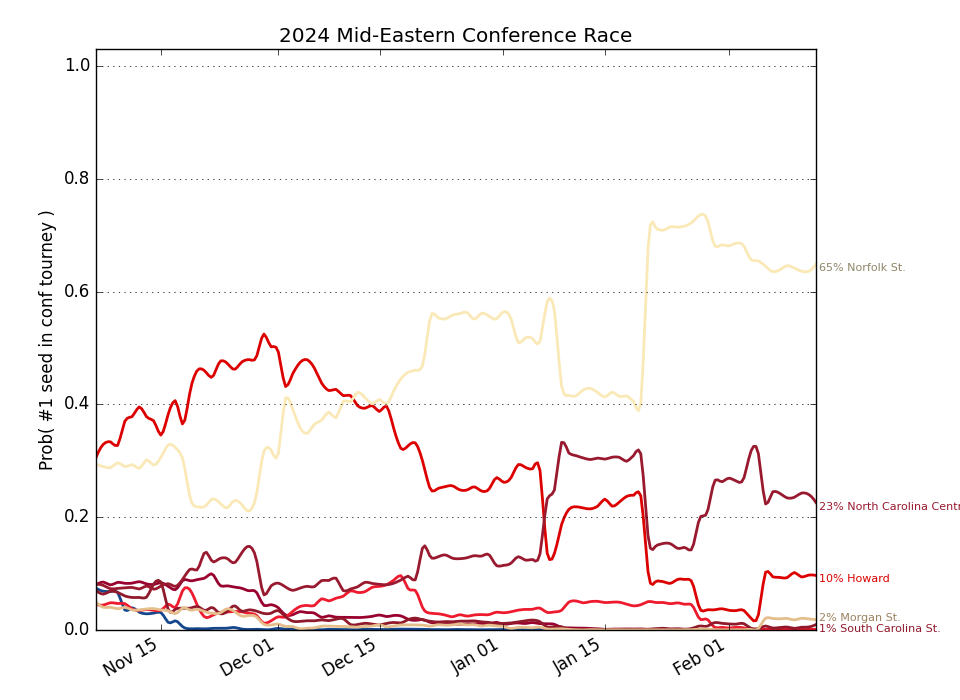 2024 Mid-Eastern Conference Race
Prob( #1 seed in conf tourney )
1.0
0.8
0.6
0.4
0.2
0.0
Nov 15
Dec 01
Dec 15
Jan 01
Jan 15
Feb 01
65% Norfolk St.
23% North Carolina Centr
10% Howard
2% Morgan St.
1% South Carolina St.